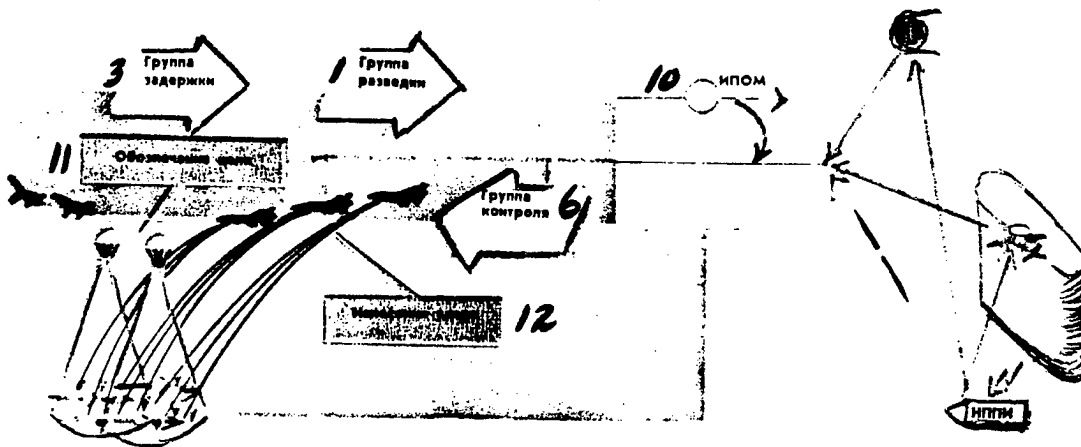 3
Группа
задержки
1
Группа
разведки
10
ипом
11
Обозначение цели
Группа
контроля
6
12
НППИ